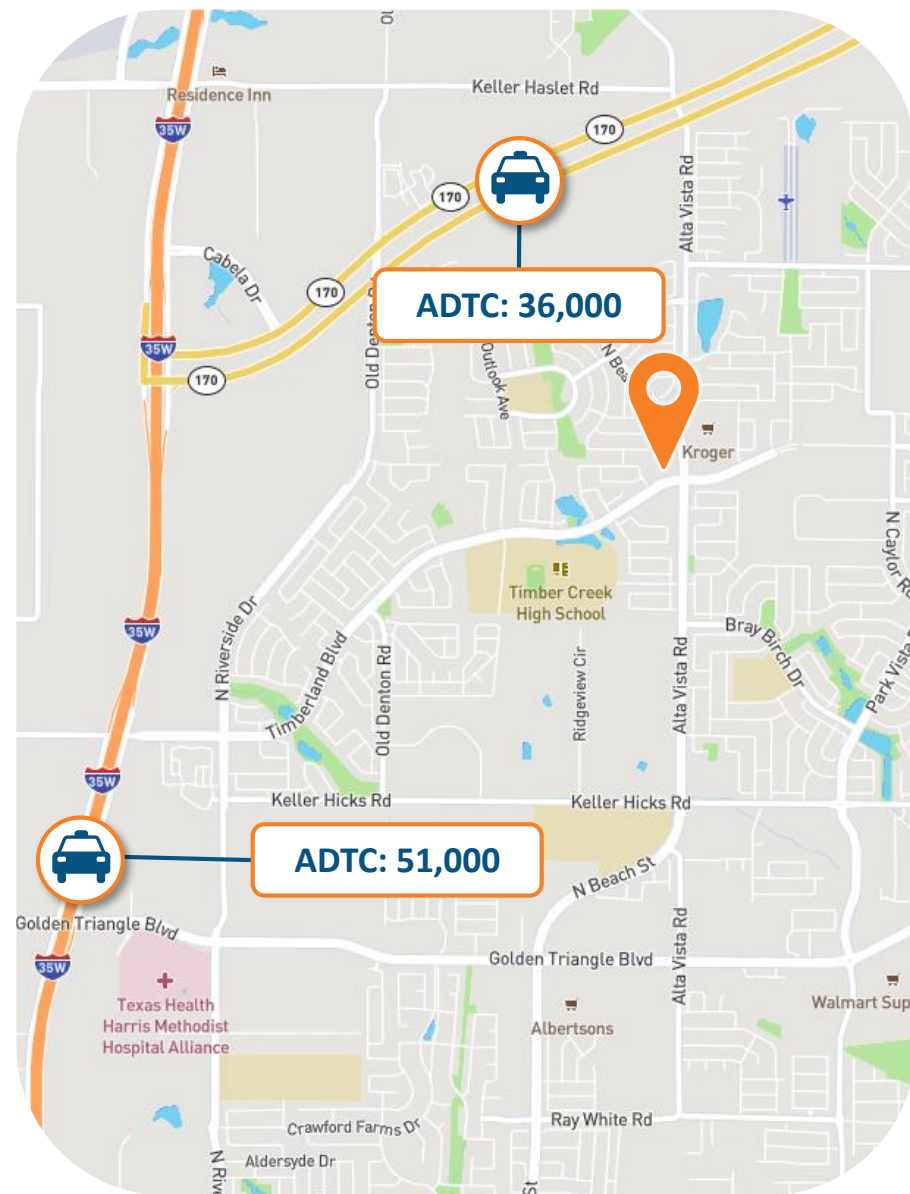 Keller Haslet Rd
Residence Inn
35W
170
170
Alta Vista Rd
Cabela Dr
170
ADTC: 36,000
35W
170
Old Denton Rd
Outlook Ave
N Bea
Kroger
N Caylor Rd
Timber Creek
High School
35W
N Riverside Dr
Timberland Blvd
Old Denton Rd
Ridgeview Cir
Alta Vista Rd
Bray Birch Dr
Park Vista
35W
Keller Hicks Rd
Keller Hicks Rd
ADTC: 51,000
N Beach St
Golden Triangle Blvd
35W
Golden Triangle Blvd
Alta Vista Rd
Texas Health
Harris Methodist
Hospital Alliance
Albertsons
Walmart Sup
Crawford Farms Dr
Ray White Rd
Aldersyde Dr
N Rive
St